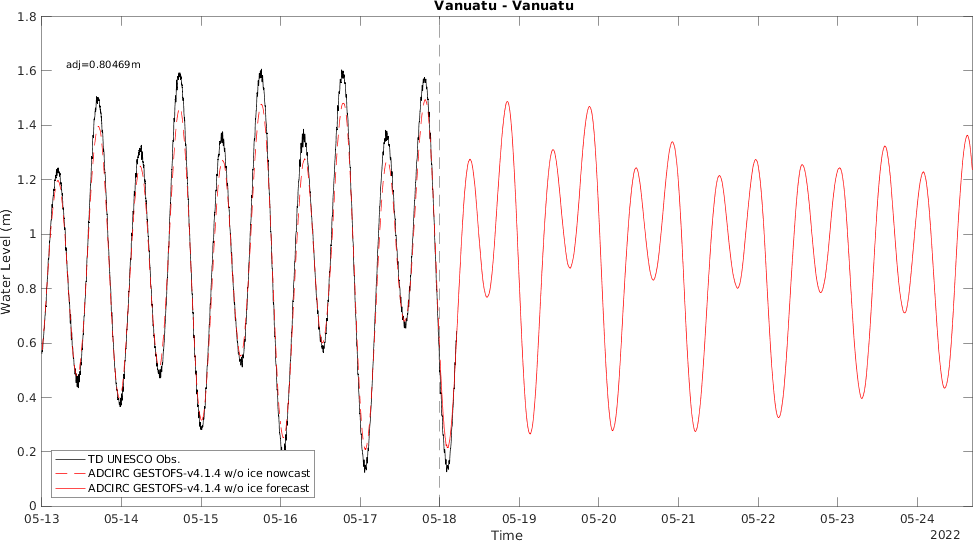 Vanuatu - Vanuatu
1.8
1.6
1.4
1.2
1
0.8
0.6
0.4
0.2
0
Water Level (m)
adj=0.80469m
TD UNESCO Obs.
ADCIRC GESTOFS-v4.1.4 w/o ice nowcast
ADCIRC GESTOFS-v4.1.4 w/o ice forecast
05-13 05-14 05-15 05-16 05-17 05-18 05-19 05-20 05-21 05-22 05-23 05-24
Time
2022